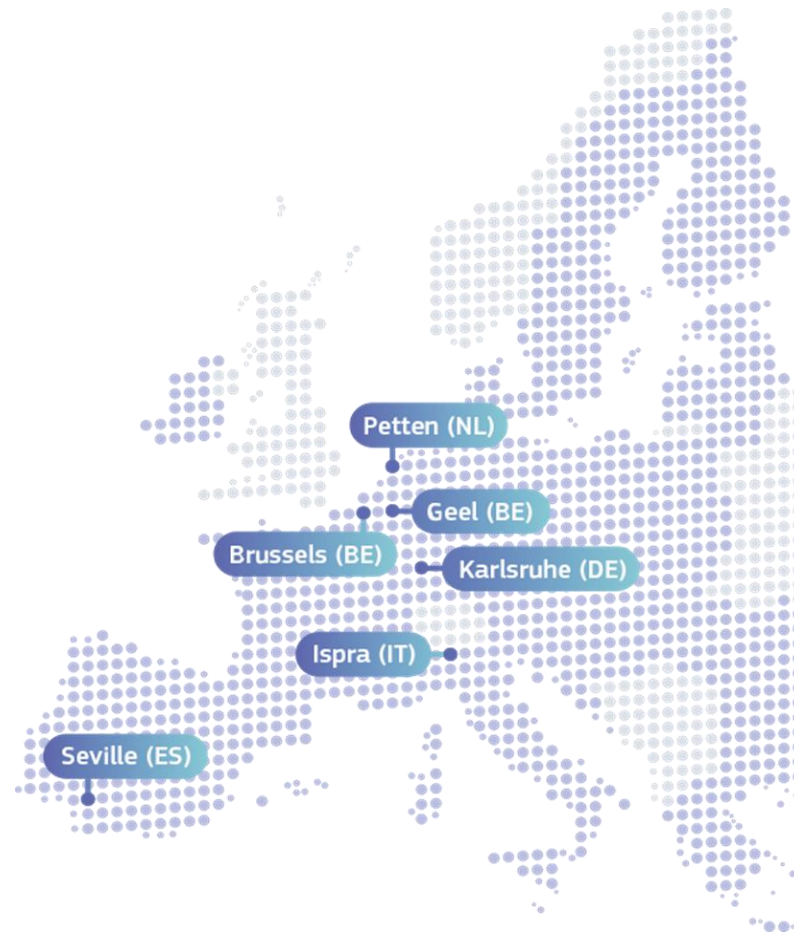 Petten (NL)
Geel (BE)
Brussels (BE)
Karlsruhe (DE)
Ispra (IT)
Seville (ES)